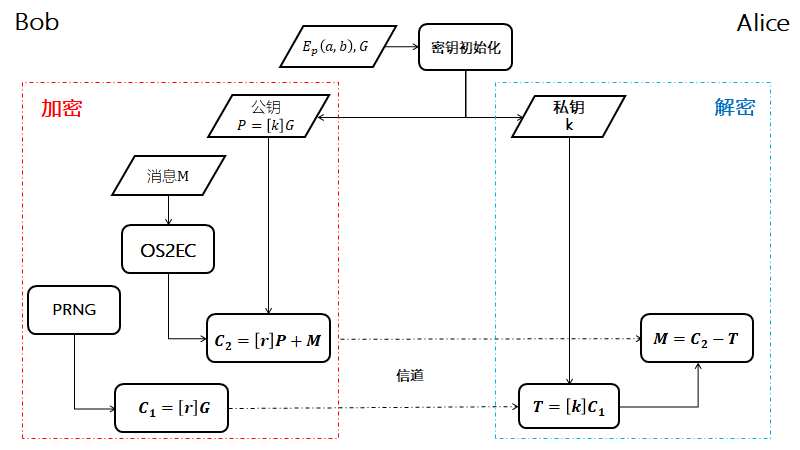 Bob
Alice
E_p(a, b), G
密钥初始化
加密
公钥
P = [k]G
私钥
k
解密
消息M
OS2EC
PRNG
C_2 = [r]P + M
M = C_2 − T
信道
C_1 = [r]G
T = [k]C_1